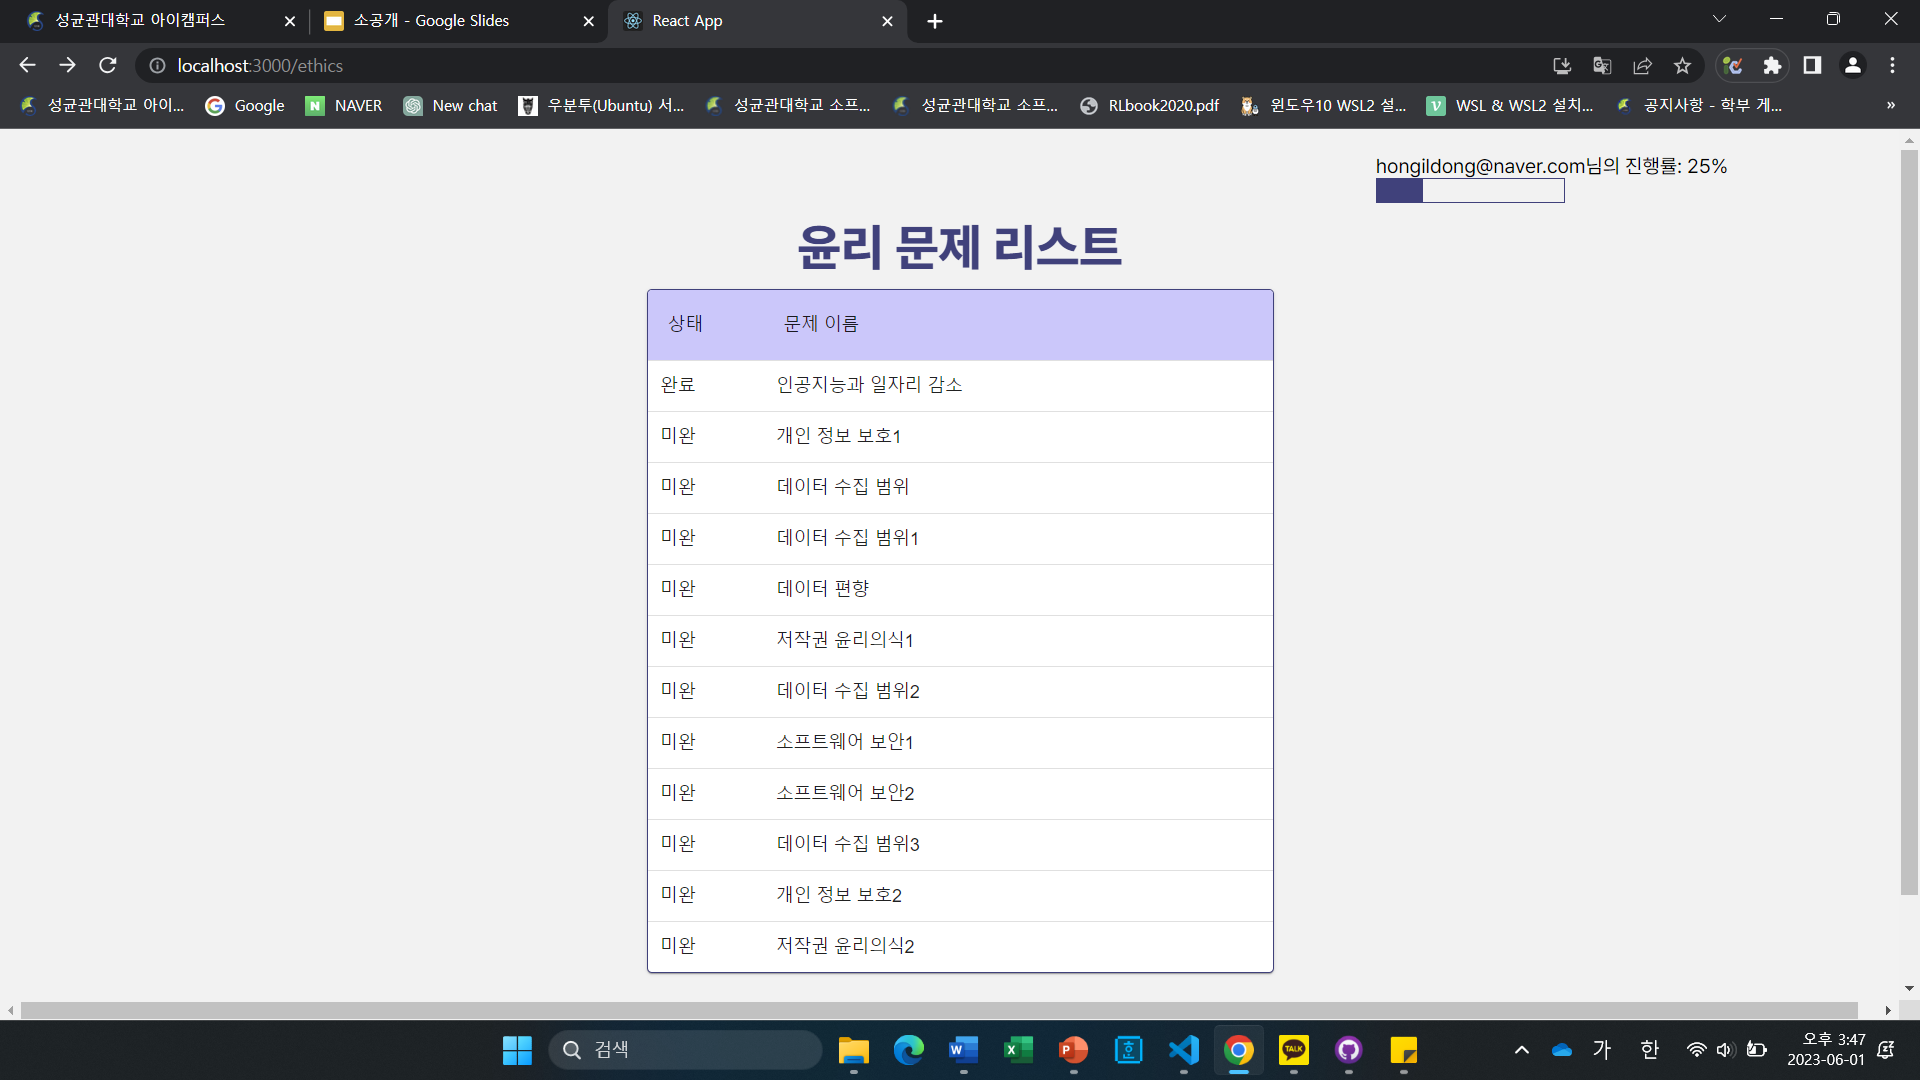 성균관대학교 아이캠퍼스
소공개 - Google Slides
React App
localhost:3000/ethics
성균관대학교 아이...
Google
NAVER
New chat
우분투(Ubuntu) 서...
성균관대학교 소프...
성균관대학교 소프...
RLbook2020.pdf
윈도우10 WSL2 설...
WSL & WSL2 설치...
공지사항 - 학부 게...
»
hongildong@naver.com님의 진행률: 25%
윤리 문제 리스트
상태 문제 이름
완료 인공지능과 일자리 감소
미완 개인 정보 보호1
미완 데이터 수집 범위
미완 데이터 수집 범위1
미완 데이터 편향
미완 저작권 윤리의식1
미완 데이터 수집 범위2
미완 소프트웨어 보안1
미완 소프트웨어 보안2
미완 데이터 수집 범위3
미완 개인 정보 보호2
미완 저작권 윤리의식2
검색
가
한
오후 3:47
2023-06-01